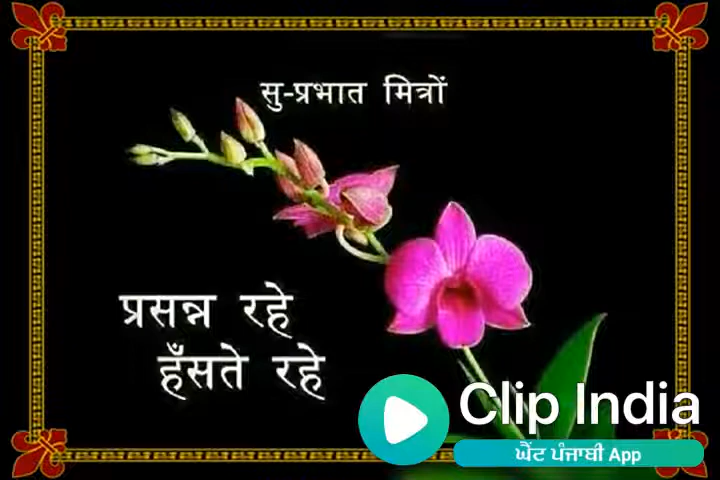 सु-प्रभात मित्रों
प्रसन्न रहे
हँसते रहे
Clip India
ਘੈਂਟ ਪੰਜਾਬੀ App